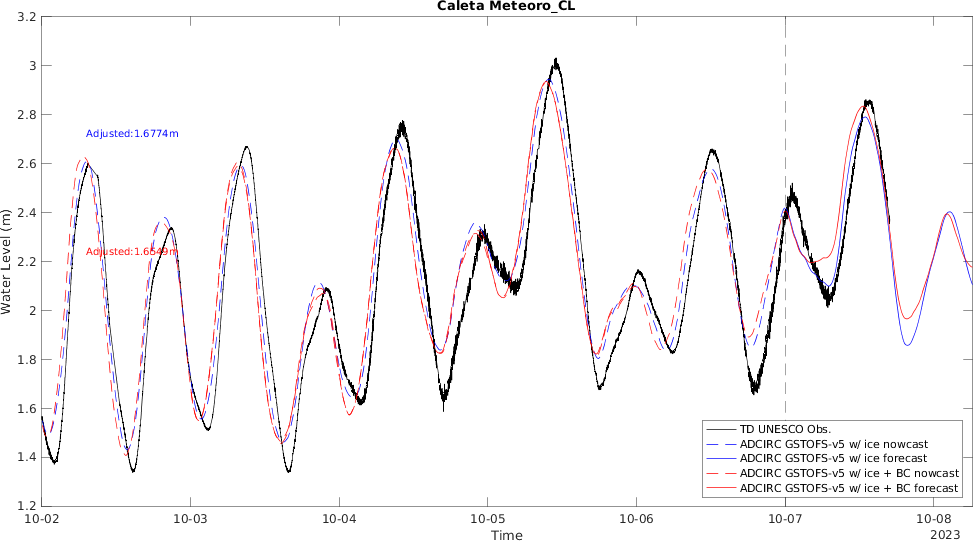 Caleta Meteoro_CL
3.2
3
2.8
2.6
2.4
2.2
2
1.8
1.6
1.4
1.2
Water Level (m)
Adjusted:1.6774m
Adjusted:1.6549m
TD UNESCO Obs.
ADCIRC GSTOFS-v5 w/ ice nowcast
ADCIRC GSTOFS-v5 w/ ice forecast
ADCIRC GSTOFS-v5 w/ ice + BC nowcast
ADCIRC GSTOFS-v5 w/ ice + BC forecast
10-02 10-03 10-04 10-05 10-06 10-07 10-08
Time
2023